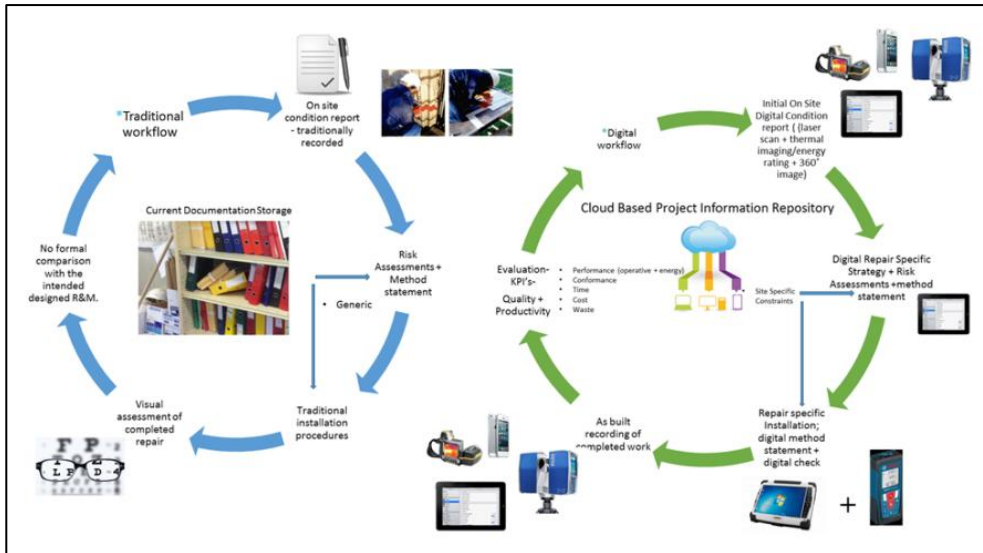 *Traditional
workflow
On site
condition report
- traditionally
recorded
Current Documentation Storage
No formal
comparison with
the intended
designed R&M.
Risk
Assessments +
Method
statement
• Generic
Visual
assessment of
completed
repair
Traditional
installation
procedures
F P
L P E D
*Digital
workflow
Initial On Site
Digital Condition
report ( (laser
scan + thermal
imaging/energy
rating + 360°
image)
Cloud Based Project Information Repository
Evaluation-
KPI's-
Quality +
Productivity
• Performance (operative + energy)
• Conformance
• Time
• Cost
• Waste
• Site Specific
Constraints
Digital Repair Specific
Strategy + Risk
Assessments +method
statement
As built
recording of
completed work
Repair specific
Installation;
digital method
statement +
digital check
+